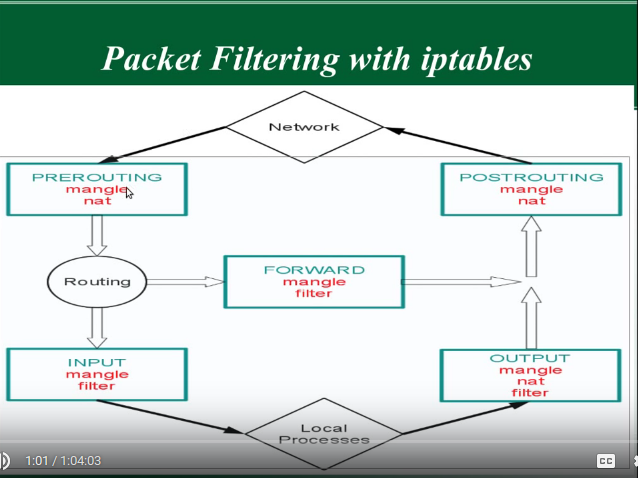 Packet Filtering with iptables
Network
PREROUTING
mangle
nat
POSTROUTING
mangle
nat
Routing
FORWARD
mangle
filter
INPUT
mangle
filter
OUTPUT
mangle
nat
filter
Local
Processes
1:01 / 1:04:03
CC